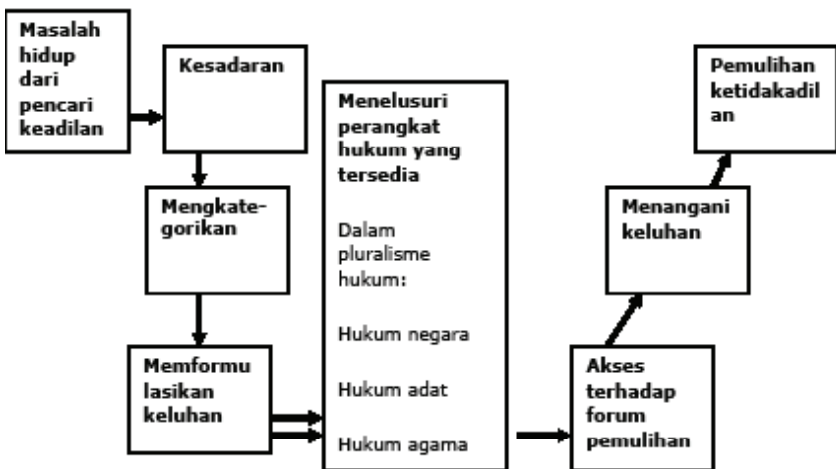 Masalah
hidup
dari
pencari
keadilan
Kesadaran
Mengkate-
gorikan
Memformu
lasikan
keluhan
Menelusuri
perangkat
hukum yang
tersedia
Dalam
pluralisme
hukum:
Hukum negara
Hukum adat
Hukum agama
Akses
terhadap
forum
pemulihan
Menangani
keluhan
Pemulihan
ketidakadil
an